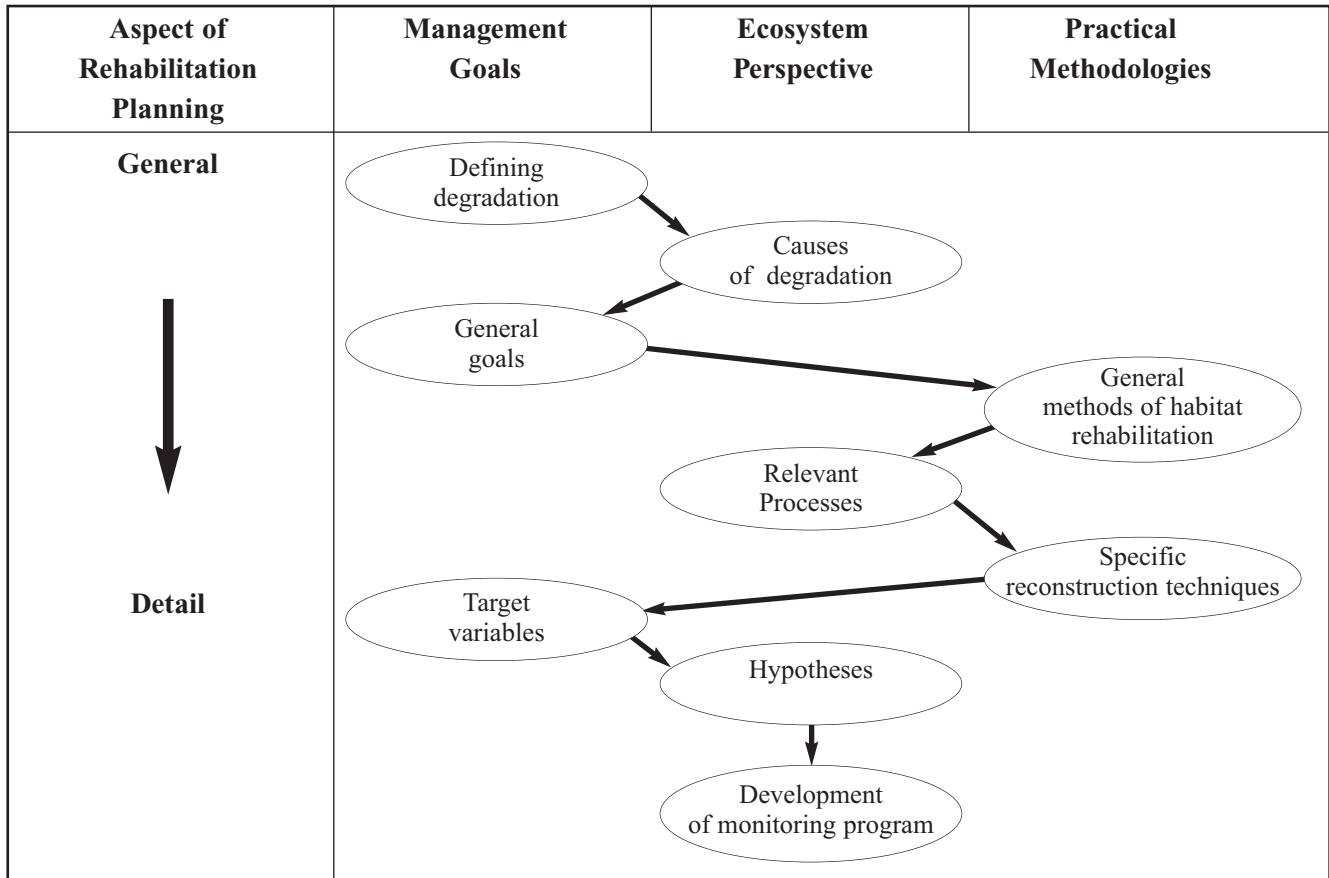 Aspect of
Rehabilitation
Planning
Management
Goals
Ecosystem
Perspective
Practical
Methodologies
General
Defining
degradation
Causes
of degradation
General
goals
General
methods of habitat
rehabilitation
Relevant
Processes
Specific
reconstruction techniques
Detail
Target
variables
Hypotheses
Development
of monitoring program